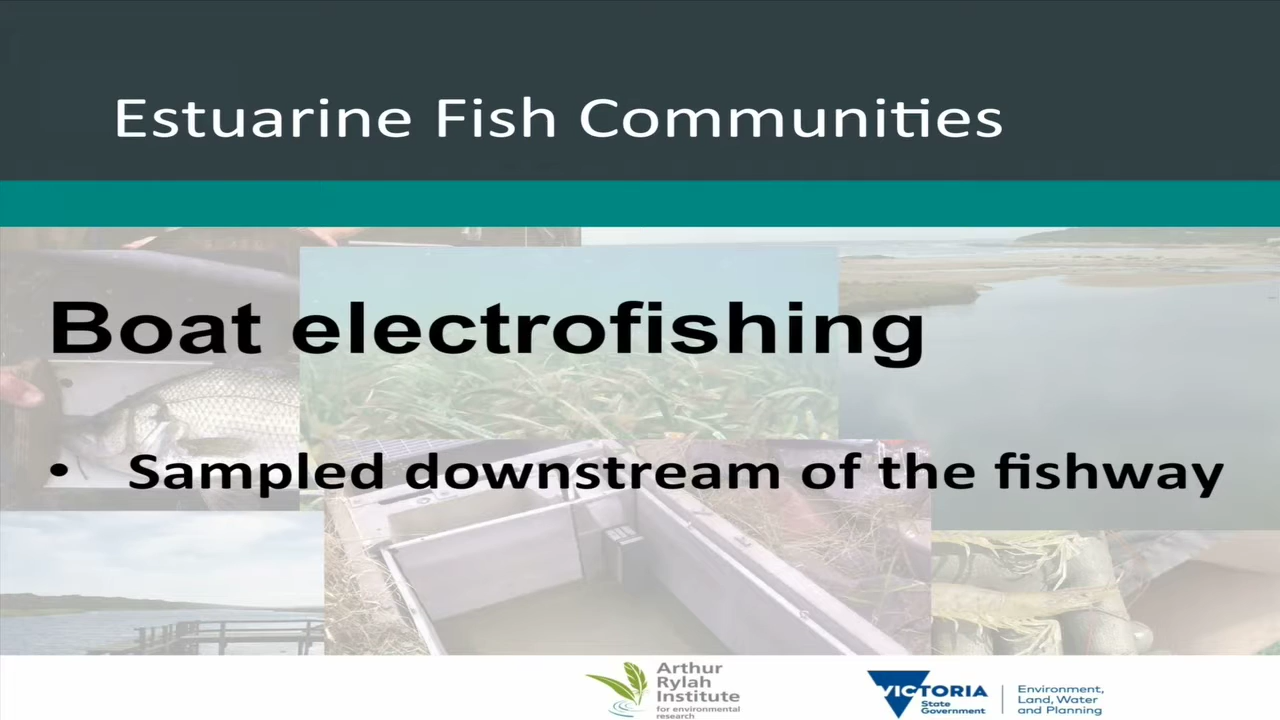 Estuarine Fish Communities
Boat electrofishing
• Sampled downstream of the fishway
Arthur
Rylah
Institute
for environmental
research
VICTORIA
State
Government
Environment,
Land, Water
and Planning